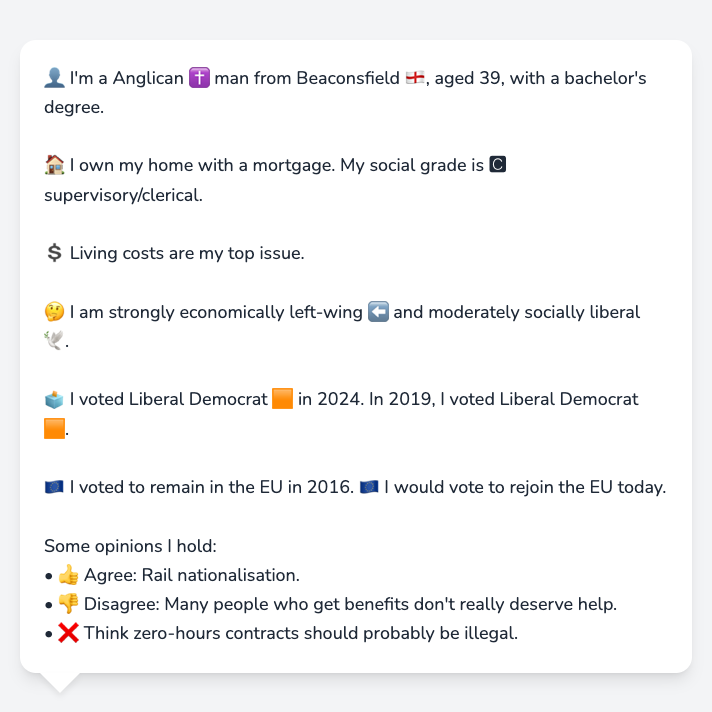 👤 I'm a Anglican ✝️ man from Beaconsfield 🏴󠁧󠁢󠁥󠁮󠁧󠁿, aged 39, with a bachelor's
degree.
🏠 I own my home with a mortgage. My social grade is 🅲
supervisory/clerical.
💲 Living costs are my top issue.
🤔 I am strongly economically left-wing ⬅️ and moderately socially liberal
🕊️.
🗳️ I voted Liberal Democrat 🟧 in 2024. In 2019, I voted Liberal Democrat
🟧.
🇪🇺 I voted to remain in the EU in 2016. 🇪🇺 I would vote to rejoin the EU today.
Some opinions I hold:
• 👍 Agree: Rail nationalisation.
• 👎 Disagree: Many people who get benefits don't really deserve help.
• ❌ Think zero-hours contracts should probably be illegal.